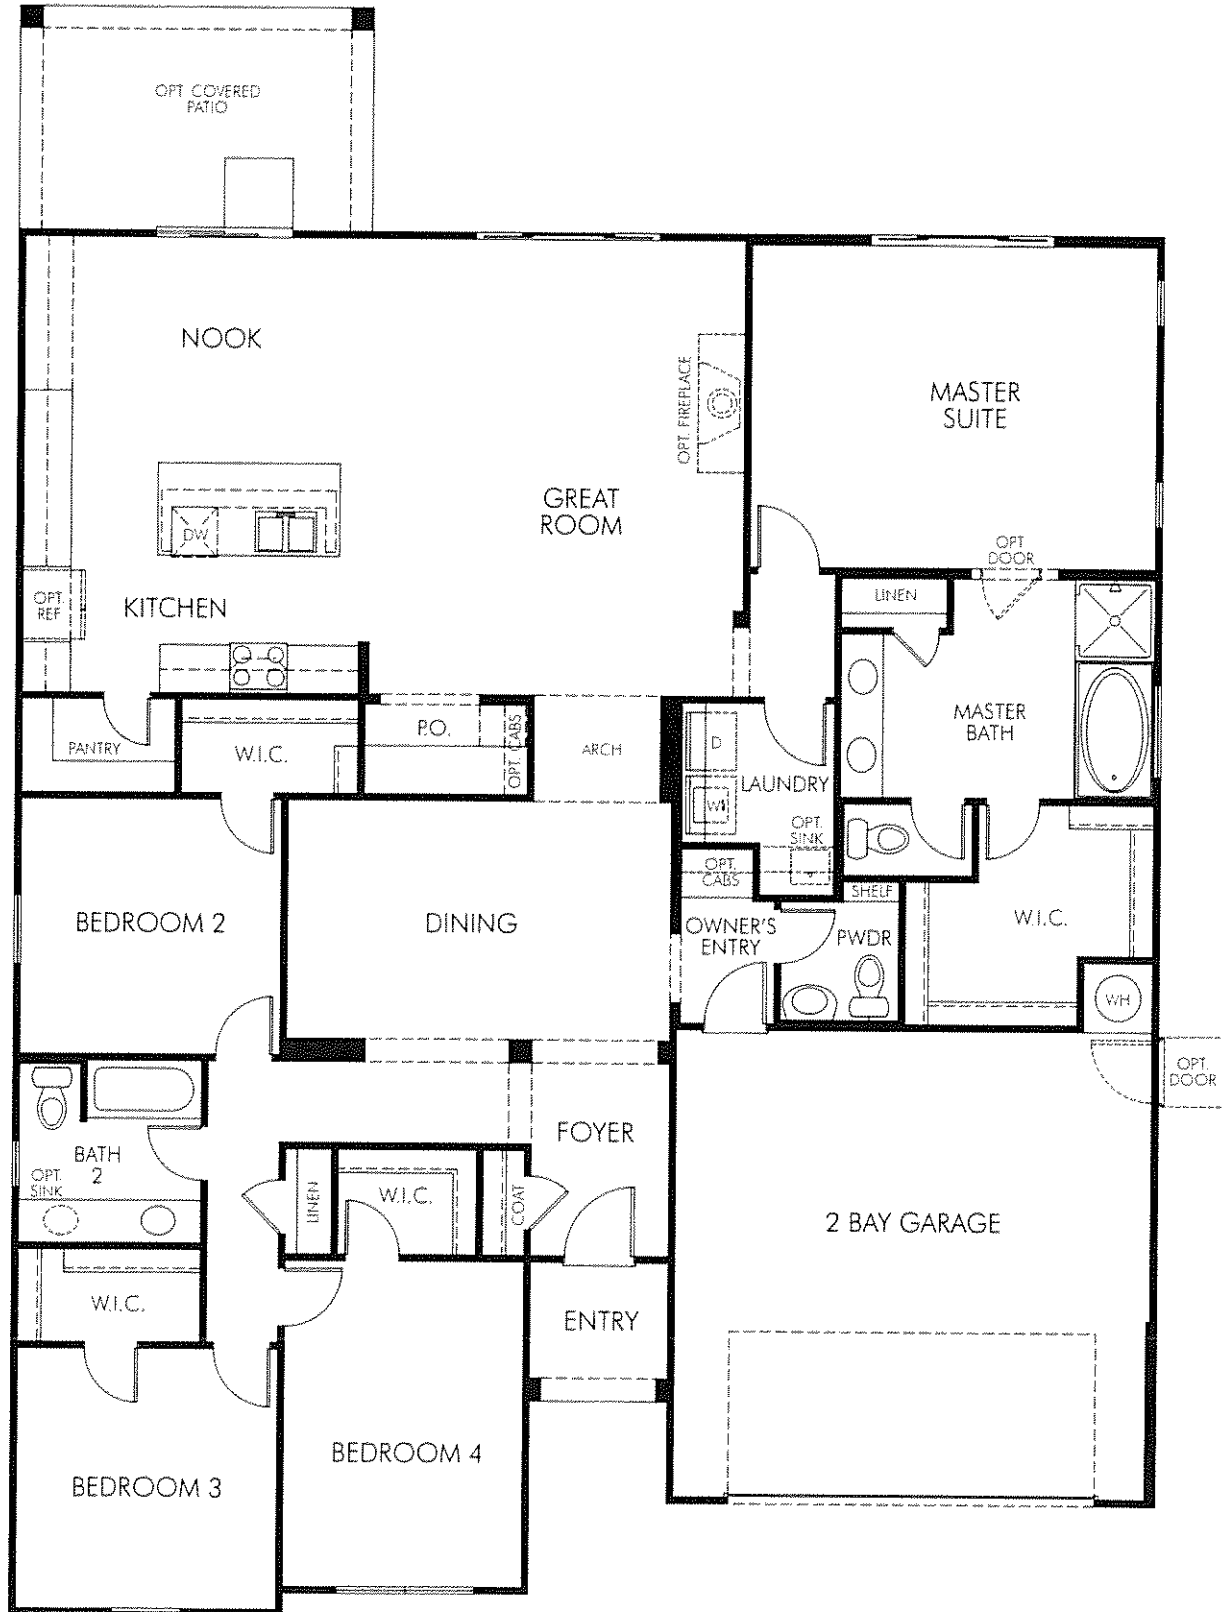 OPT COVERED
PATIO
NOOK
OPT. FIREPLACE
MASTER
SUITE
GREAT
ROOM
DW
OPT
DOOR
OPT.
REF
KITCHEN
LINEN
PANTRY
W.I.C.
P.O.
OPT. CABS
ARCH
D
W
LAUNDRY
OPT.
SINK
MASTER
BATH
OPT.
CABS
SHELF
BEDROOM 2
DINING
OWNER'S
ENTRY
PWDR
W.I.C.
WH
OPT.
DOOR
FOYER
BATH
2
OPT.
SINK
LINEN
W.I.C.
COAT
2 BAY GARAGE
W.I.C.
ENTRY
BEDROOM 4
BEDROOM 3